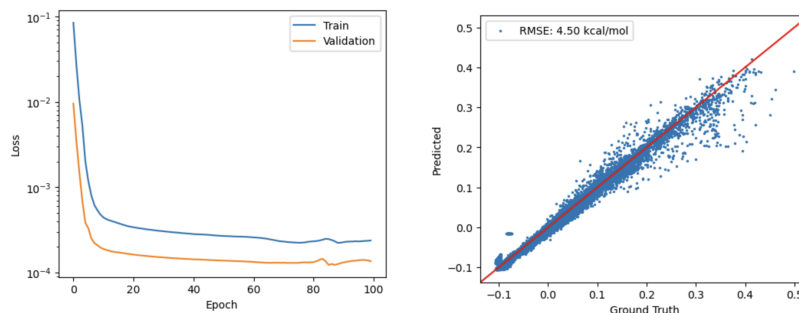 10⁻¹
10⁻²
10⁻³
10⁻⁴
Loss
0 20 40 60 80 100
Epoch
Train
Validation
0.5
0.4
0.3
0.2
0.1
0.0
−0.1
Predicted
−0.1 0.0 0.1 0.2 0.3 0.4 0.5
Ground Truth
RMSE: 4.50 kcal/mol